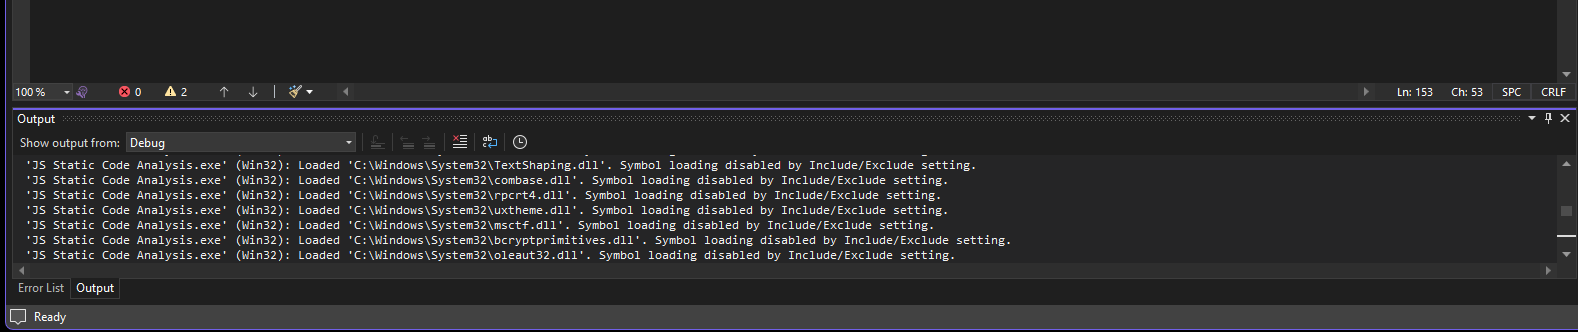 100 %
0
2
Ln: 153
Ch: 53
SPC
CRLF
Output
Show output from:
Debug
'JS Static Code Analysis.exe' (Win32): Loaded 'C:\Windows\System32\TextShaping.dll'. Symbol loading disabled by Include/Exclude setting.
'JS Static Code Analysis.exe' (Win32): Loaded 'C:\Windows\System32\combase.dll'. Symbol loading disabled by Include/Exclude setting.
'JS Static Code Analysis.exe' (Win32): Loaded 'C:\Windows\System32\rpcrt4.dll'. Symbol loading disabled by Include/Exclude setting.
'JS Static Code Analysis.exe' (Win32): Loaded 'C:\Windows\System32\uxtheme.dll'. Symbol loading disabled by Include/Exclude setting.
'JS Static Code Analysis.exe' (Win32): Loaded 'C:\Windows\System32\msctf.dll'. Symbol loading disabled by Include/Exclude setting.
'JS Static Code Analysis.exe' (Win32): Loaded 'C:\Windows\System32\bcryptprimitives.dll'. Symbol loading disabled by Include/Exclude setting.
'JS Static Code Analysis.exe' (Win32): Loaded 'C:\Windows\System32\oleaut32.dll'. Symbol loading disabled by Include/Exclude setting.
Error List
Output
Ready